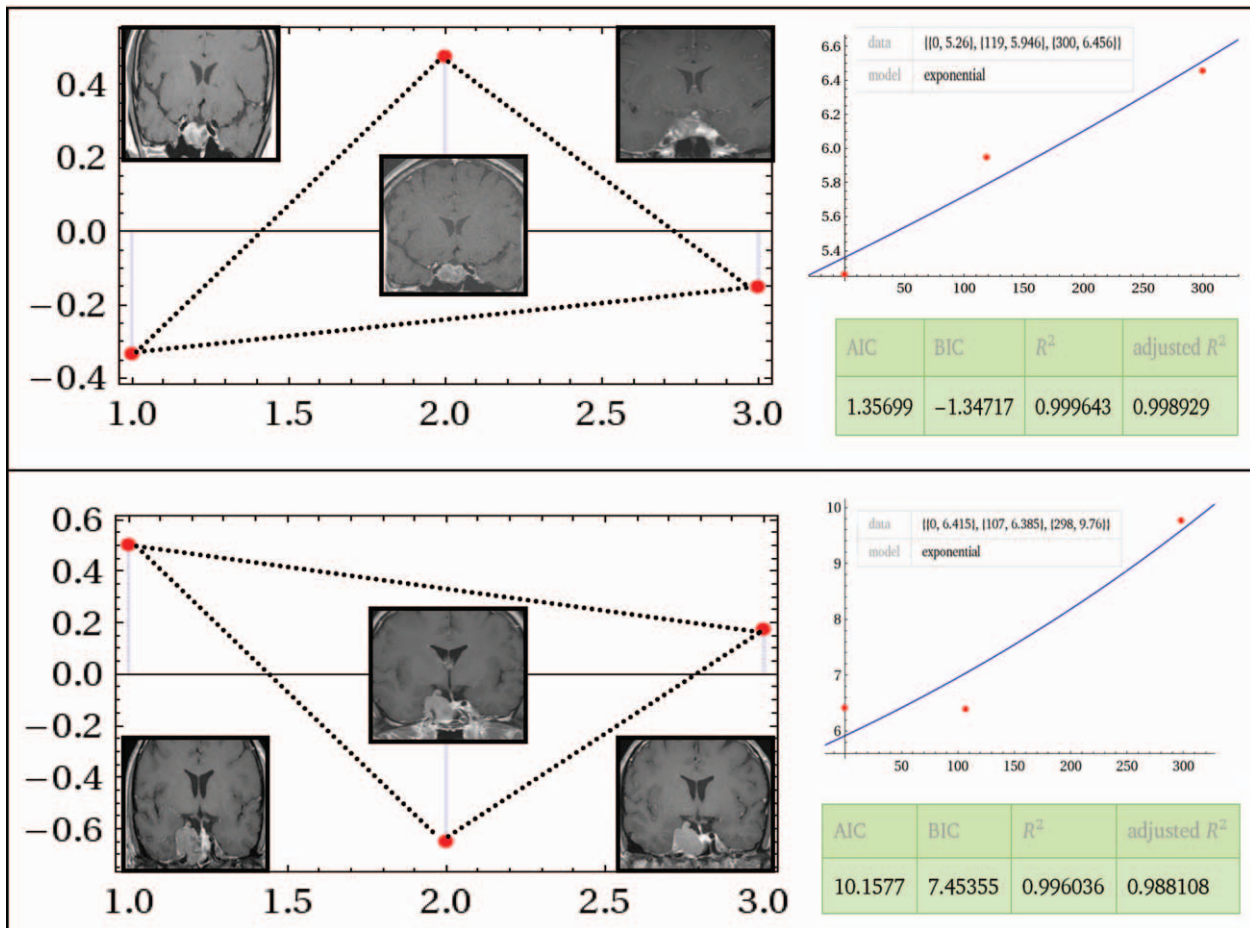 0.4
0.2
0.0
−0.2
−0.4
1.0 1.5 2.0 2.5 3.0
data {{0, 5.26}, {119, 5.946}, {300, 6.456}}
model exponential
6.6
6.4
6.2
6.0
5.8
5.6
5.4
50 100 150 200 250 300
AIC BIC R² adjusted R²
1.35699 −1.34717 0.999643 0.998929
0.6
0.4
0.2
0.0
−0.2
−0.4
−0.6
1.0 1.5 2.0 2.5 3.0
data {{0, 6.415}, {107, 6.385}, {298, 9.76}}
model exponential
10
9
8
7
6
50 100 150 200 250 300
AIC BIC R² adjusted R²
10.1577 7.45355 0.996036 0.988108